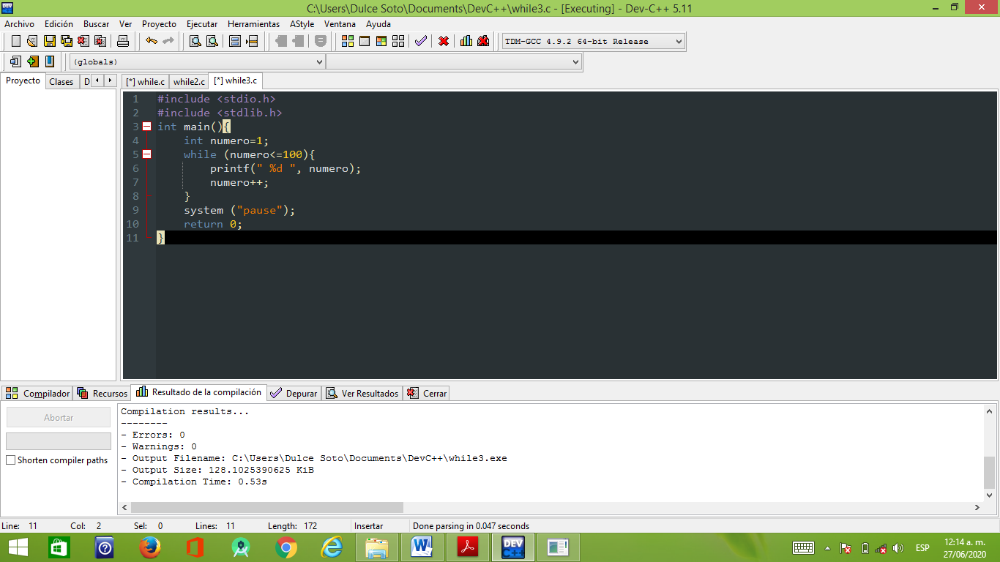 C:\Users\Dulce Soto\Documents\DevC++\while3.c - [Executing] - Dev-C++ 5.11
Archivo Edición Buscar Ver Proyecto Ejecutar Herramientas AStyle Ventana Ayuda
TDM-GCC 4.9.2 64-bit Release
(globals)
Proyecto Clases D [*] while.c while2.c [*] while3.c
1 #include <stdio.h>
2 #include <stdlib.h>
3 int main(){
4 int numero=1;
5 while (numero<=100){
6 printf(" %d ", numero);
7 numero++;
8 }
9 system ("pause");
10 return 0;
11 }
Compilador Recursos Resultado de la compilación Depurar Ver Resultados Cerrar
Abortar
Shorten compiler paths
Compilation results...
--------
- Errors: 0
- Warnings: 0
- Output Filename: C:\Users\Dulce Soto\Documents\DevC++\while3.exe
- Output Size: 128.1025390625 KiB
- Compilation Time: 0.53s
Line: 11 Col: 2 Sel: 0 Lines: 11 Length: 172 Insertar Done parsing in 0.047 seconds
DEV C++
ESP
12:14 a. m.
27/06/2020